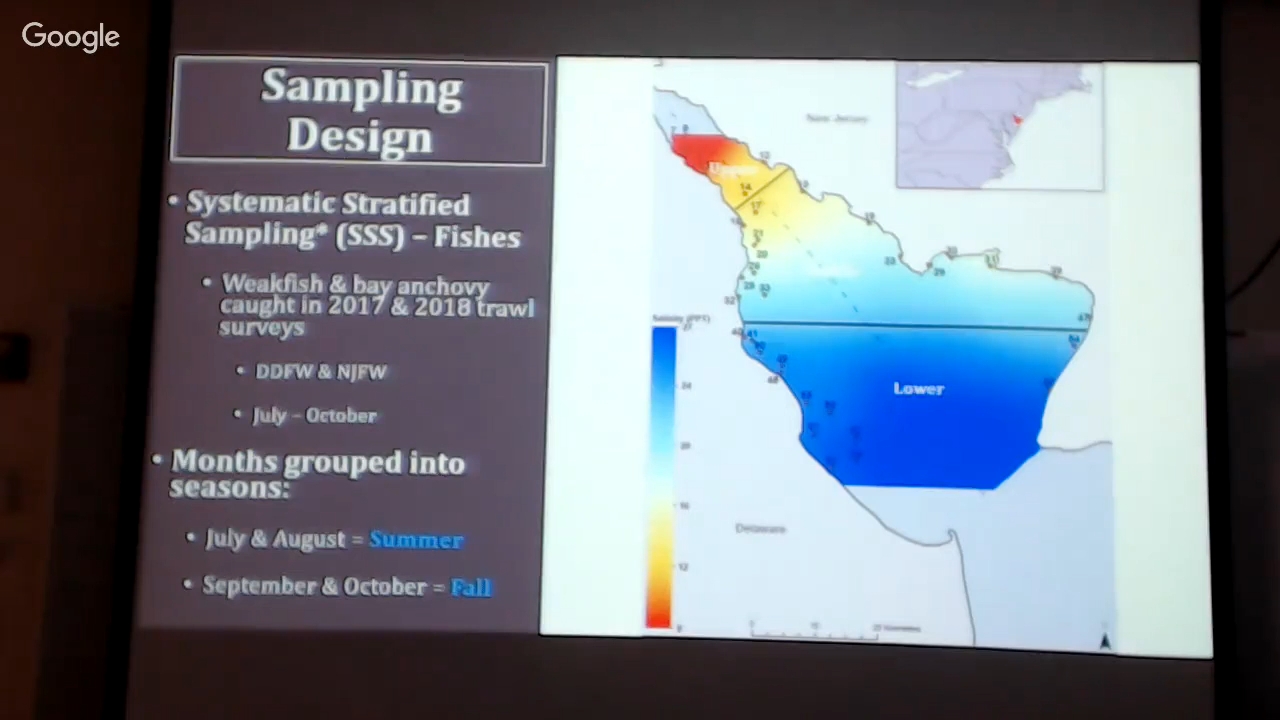 Google
Sampling
Design
• Systematic Stratified
Sampling* (SSS) – Fishes
• Weakfish & bay anchovy
caught in 2017 & 2018 trawl
surveys
• DDFW & NJFW
• July – October
• Months grouped into
seasons:
• July & August = Summer
• September & October = Fall
New Jersey
Upper
Lower
Salinity (PPT)
Delaware